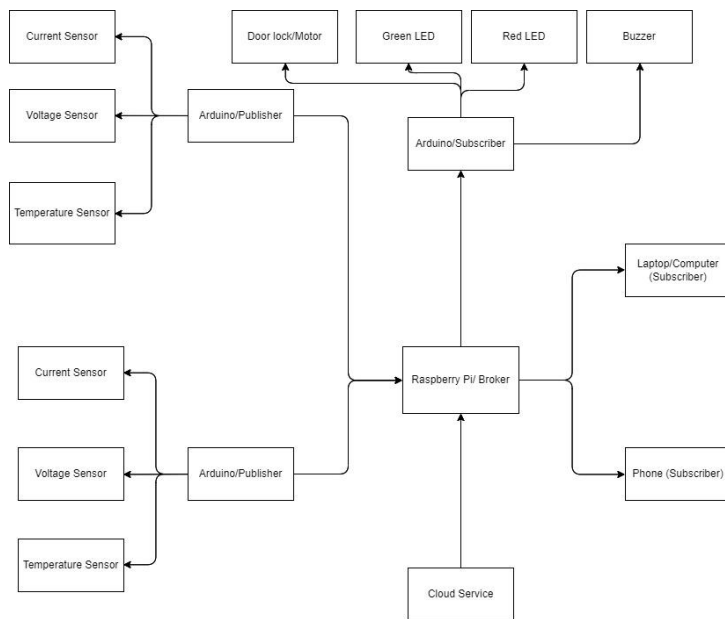 Current Sensor
Door lock/Motor
Green LED
Red LED
Buzzer
Voltage Sensor
Arduino/Publisher
Arduino/Subscriber
Temperature Sensor
Laptop/Computer
(Subscriber)
Current Sensor
Raspberry Pi/ Broker
Voltage Sensor
Arduino/Publisher
Phone (Subscriber)
Temperature Sensor
Cloud Service